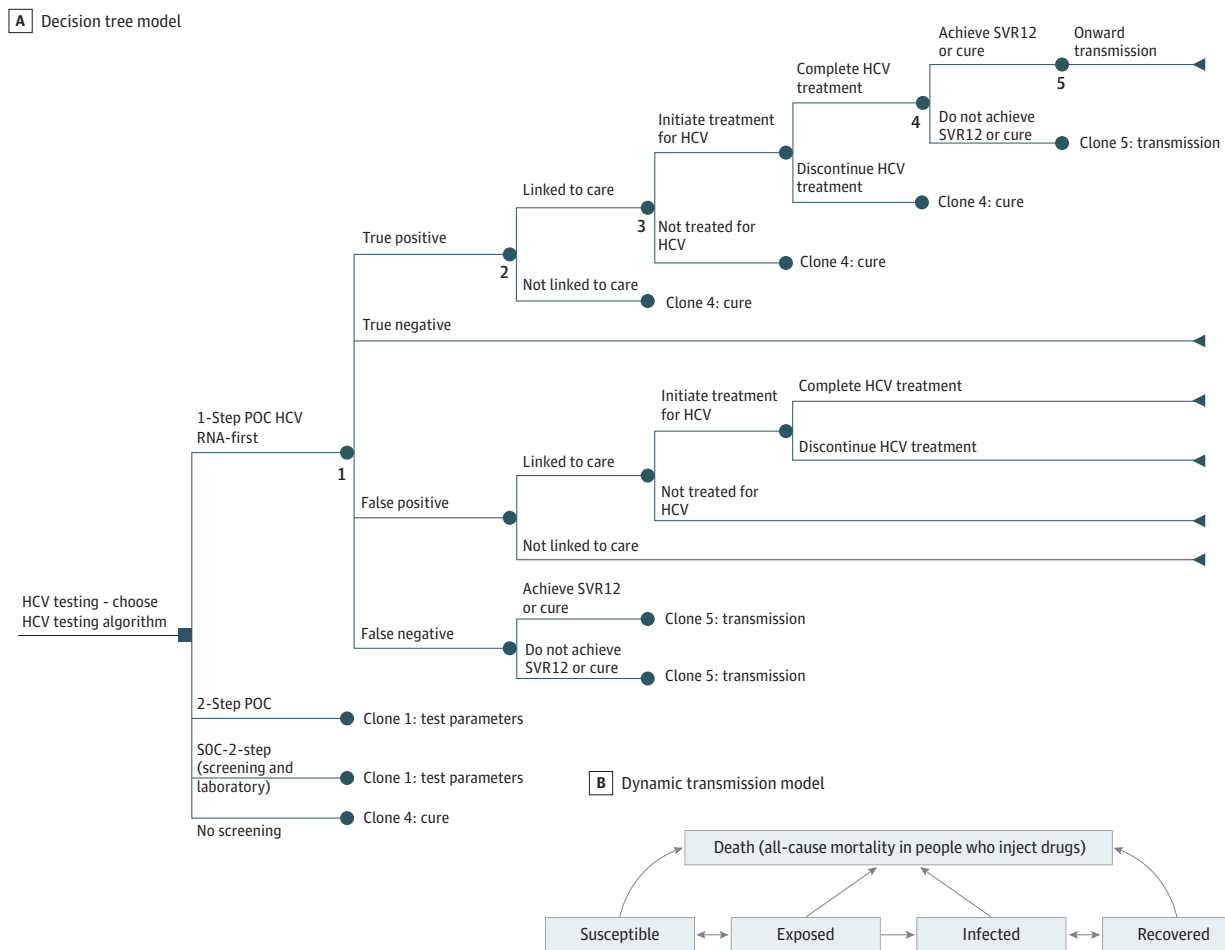 A Decision tree model
Achieve SVR12
or cure
Onward
transmission
5
Complete HCV
treatment
4
Do not achieve
SVR12 or cure
Clone 5: transmission
Initiate treatment
for HCV
Discontinue HCV
treatment
Clone 4: cure
Linked to care
3
Not treated for
HCV
Clone 4: cure
True positive
2
Not linked to care
Clone 4: cure
True negative
1-Step POC HCV
RNA-first
1
Complete HCV treatment
Initiate treatment
for HCV
Discontinue HCV treatment
Linked to care
Not treated for
HCV
False positive
Not linked to care
Achieve SVR12
or cure
Clone 5: transmission
False negative
Do not achieve
SVR12 or cure
Clone 5: transmission
HCV testing - choose
HCV testing algorithm
2-Step POC
Clone 1: test parameters
SOC-2-step
(screening and
laboratory)
Clone 1: test parameters
No screening
Clone 4: cure
B Dynamic transmission model
Death (all-cause mortality in people who inject drugs)
Susceptible
Exposed
Infected
Recovered